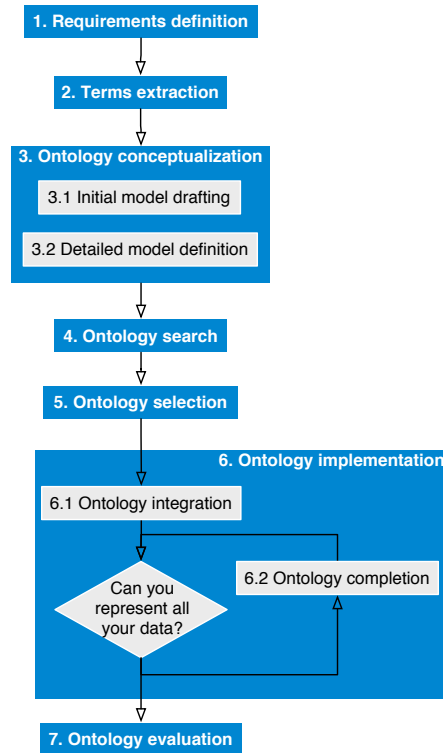 1. Requirements definition
2. Terms extraction
3. Ontology conceptualization
3.1 Initial model drafting
3.2 Detailed model definition
4. Ontology search
5. Ontology selection
6. Ontology implementation
6.1 Ontology integration
Can you
represent all
your data?
6.2 Ontology completion
7. Ontology evaluation